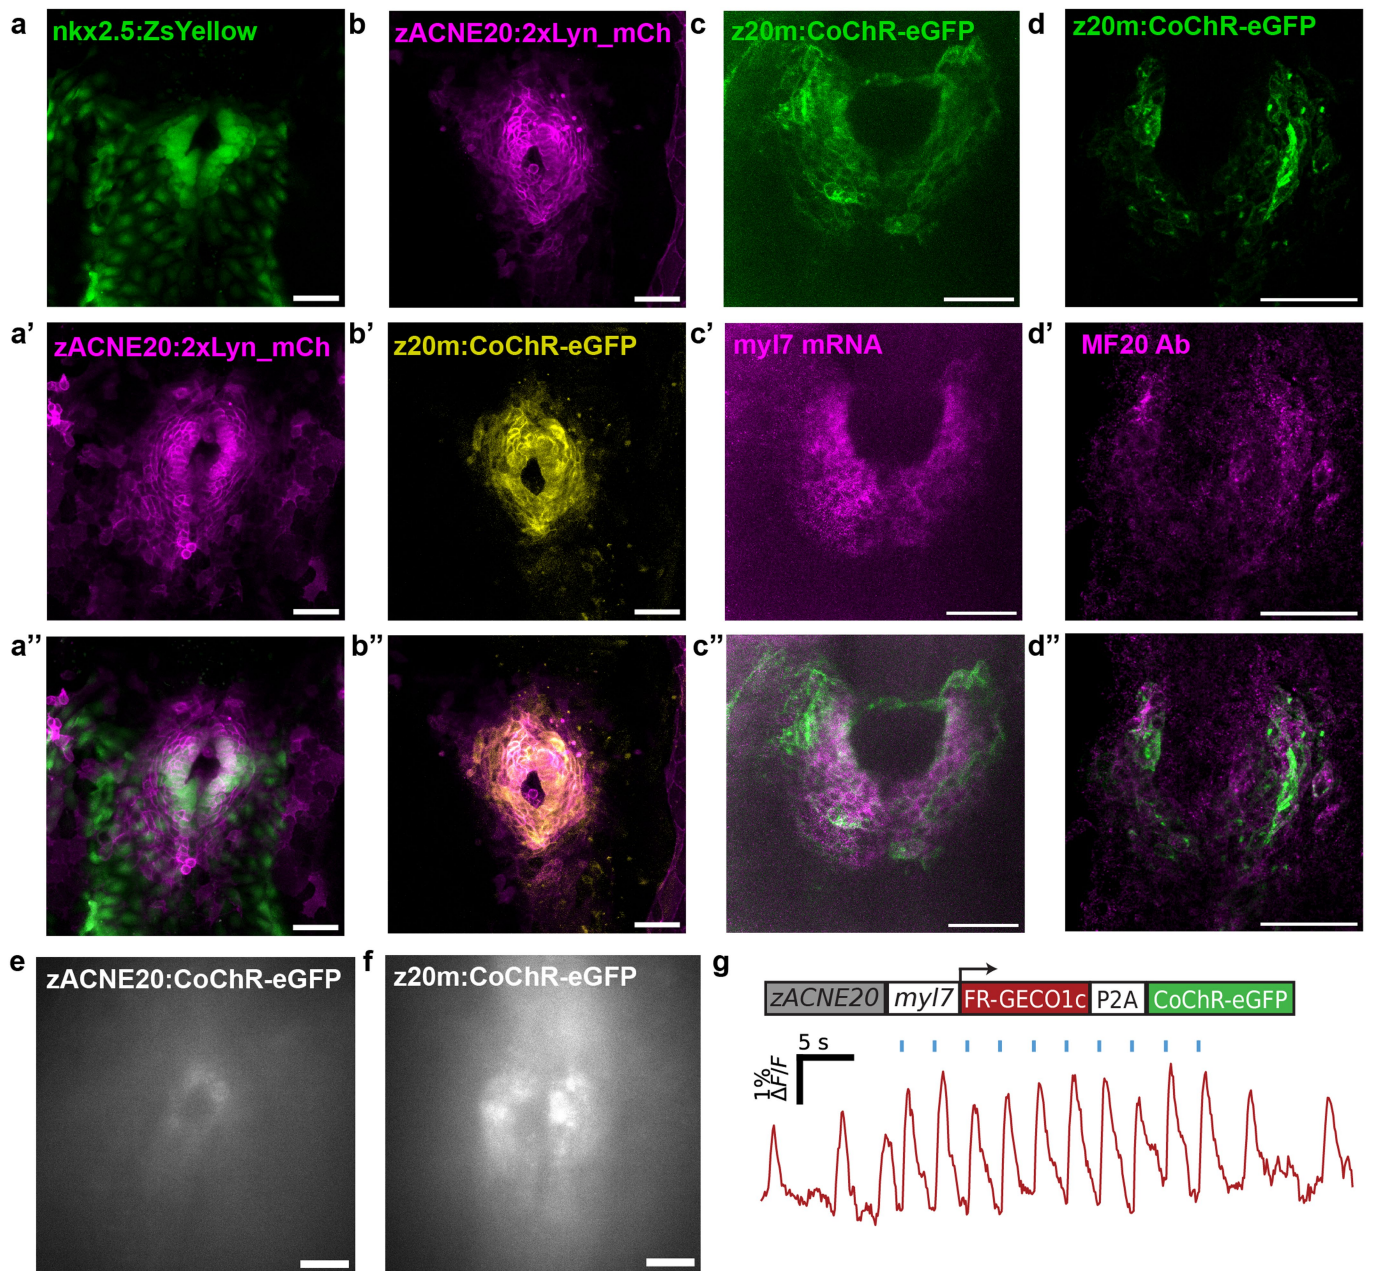 a
nkx2.5:ZsYellow
b
zACNE20:2xLyn_mCh
c
z20m:CoChR-eGFP
d
z20m:CoChR-eGFP
a’
zACNE20:2xLyn_mCh
b’
z20m:CoChR-eGFP
c’
myl7 mRNA
d’
MF20 Ab
a’’
b’’
c’’
d’’
e
zACNE20:CoChR-eGFP
f
z20m:CoChR-eGFP
g
zACNE20 myl7 FR-GECO1c P2A CoChR-eGFP
5 s
1%
ΔF/F